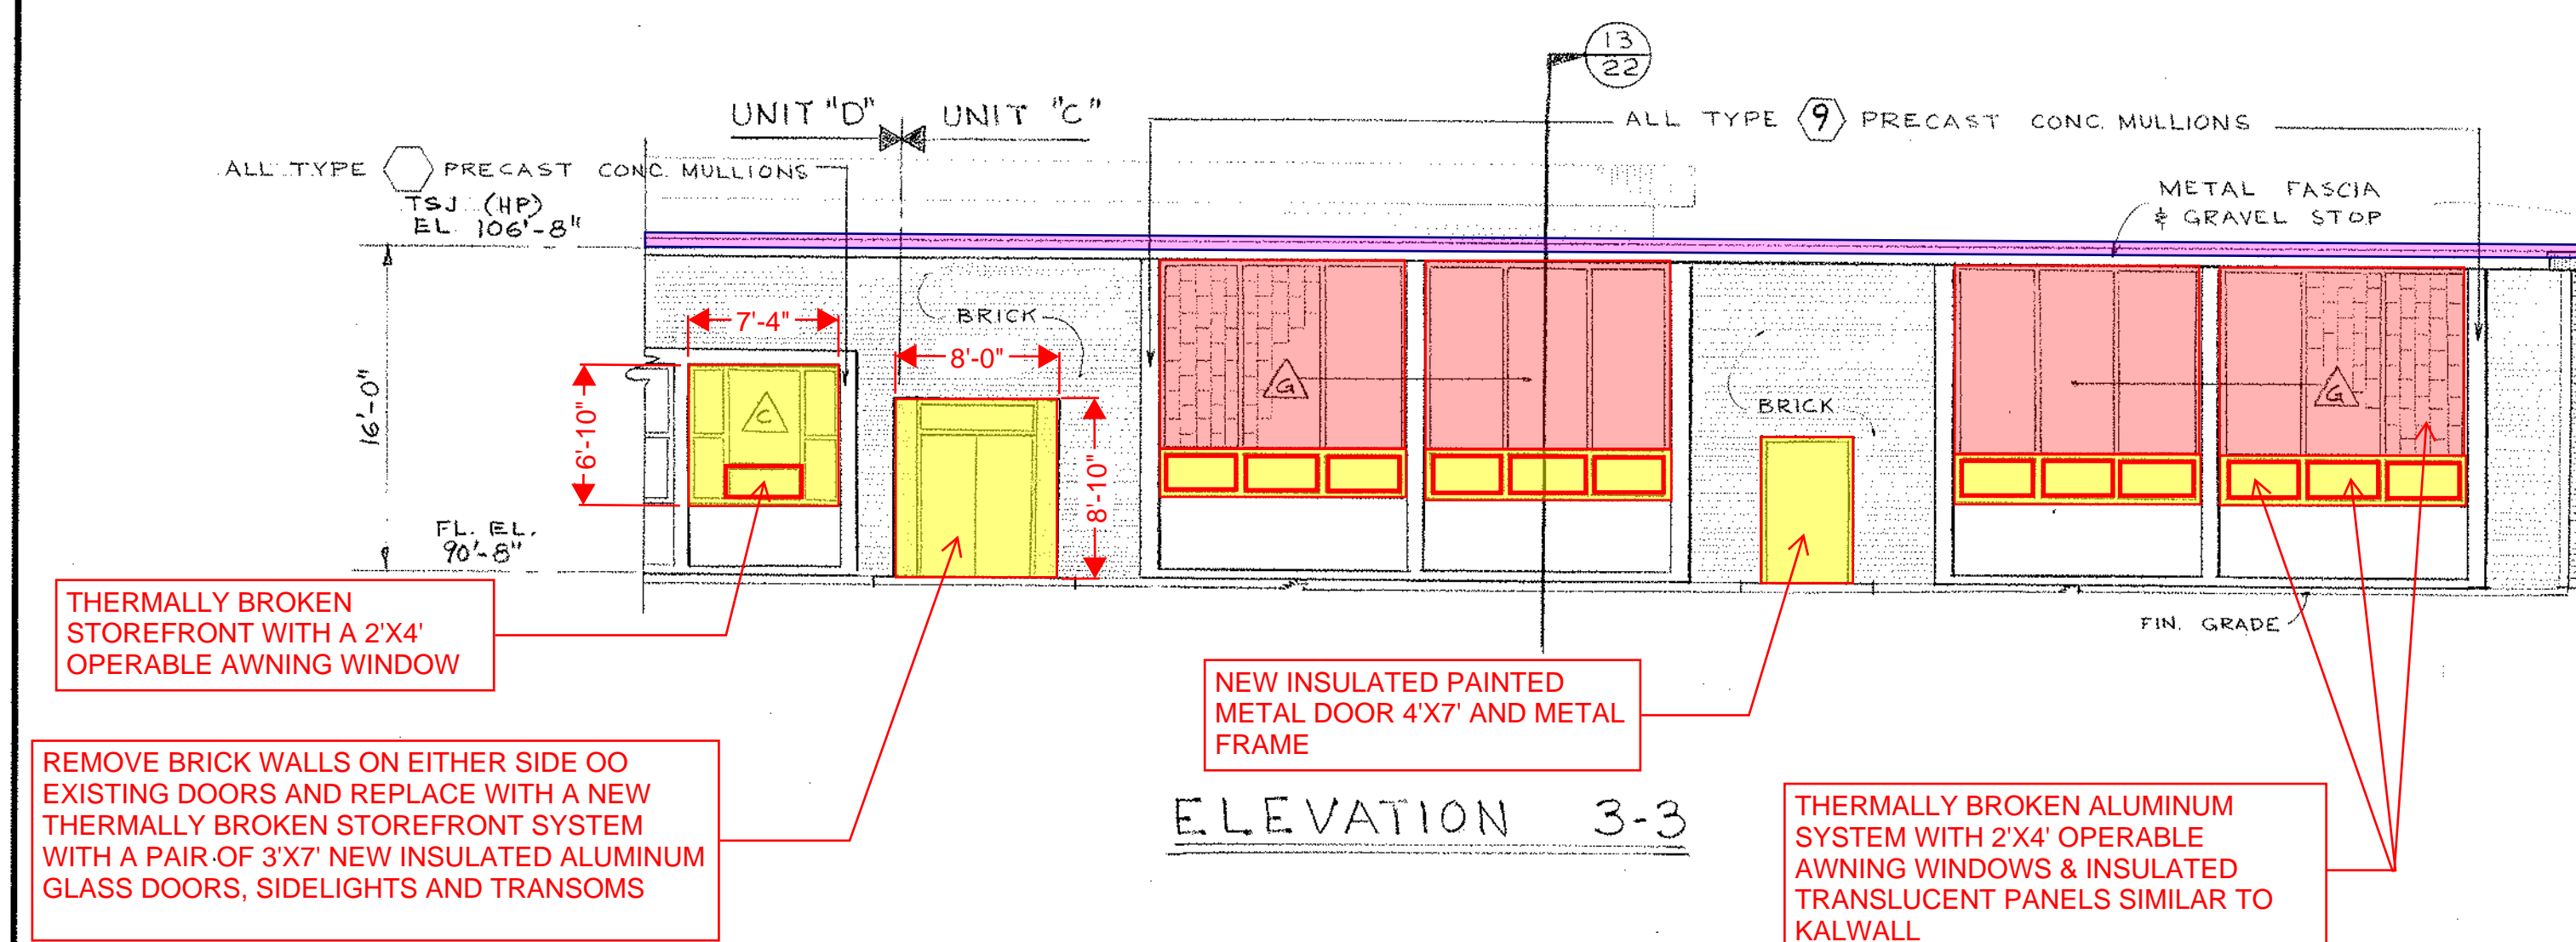 13
22
UNIT "D" UNIT "C"
ALL TYPE 9 PRECAST CONC. MULLIONS
ALL TYPE PRECAST CONC. MULLIONS
TSJ (HP)
EL. 106'-8"
METAL FASCIA
& GRAVEL STOP
BRICK
7'-4"
8'-0"
16'-0"
6'-10"
C
G
G
BRICK
8'-10"
FL. EL.
90'-8"
FIN. GRADE
THERMALLY BROKEN
STOREFRONT WITH A 2'X4'
OPERABLE AWNING WINDOW
NEW INSULATED PAINTED
METAL DOOR 4'X7' AND METAL
FRAME
REMOVE BRICK WALLS ON EITHER SIDE OO
EXISTING DOORS AND REPLACE WITH A NEW
THERMALLY BROKEN STOREFRONT SYSTEM
WITH A PAIR OF 3'X7' NEW INSULATED ALUMINUM
GLASS DOORS, SIDELIGHTS AND TRANSOMS
ELEVATION 3-3
THERMALLY BROKEN ALUMINUM
SYSTEM WITH 2'X4' OPERABLE
AWNING WINDOWS & INSULATED
TRANSLUCENT PANELS SIMILAR TO
KALWALL